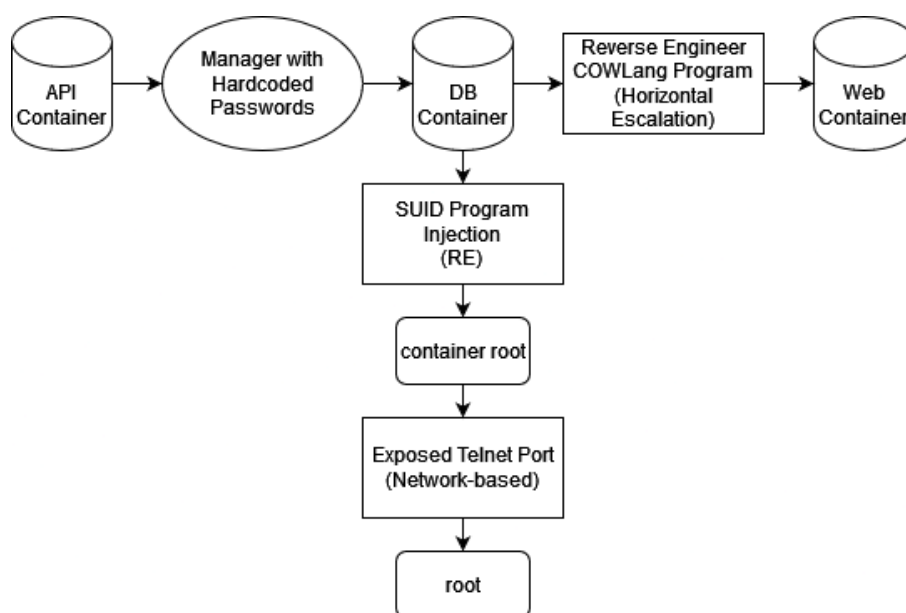 API
Container
Manager with
Hardcoded
Passwords
DB
Container
Reverse Engineer
COWLang Program
(Horizontal
Escalation)
Web
Container
SUID Program
Injection
(RE)
container root
Exposed Telnet Port
(Network-based)
root